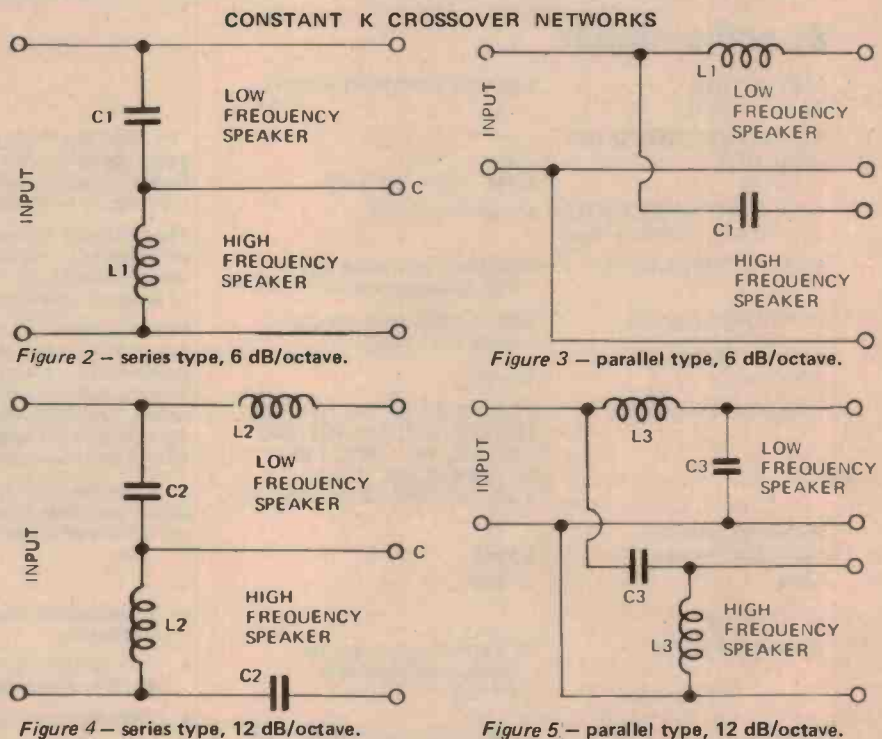 CONSTANT K CROSSOVER NETWORKS
INPUT
C1
LOW
FREQUENCY
SPEAKER
C
L1
HIGH
FREQUENCY
SPEAKER
Figure 2 — series type, 6 dB/octave.
INPUT
L1
LOW
FREQUENCY
SPEAKER
C1
HIGH
FREQUENCY
SPEAKER
Figure 3 — parallel type, 6 dB/octave.
INPUT
L2
LOW
FREQUENCY
SPEAKER
C2
C
L2
HIGH
FREQUENCY
SPEAKER
C2
Figure 4 — series type, 12 dB/octave.
INPUT
L3
C3
LOW
FREQUENCY
SPEAKER
C3
L3
HIGH
FREQUENCY
SPEAKER
Figure 5 — parallel type, 12 dB/octave.